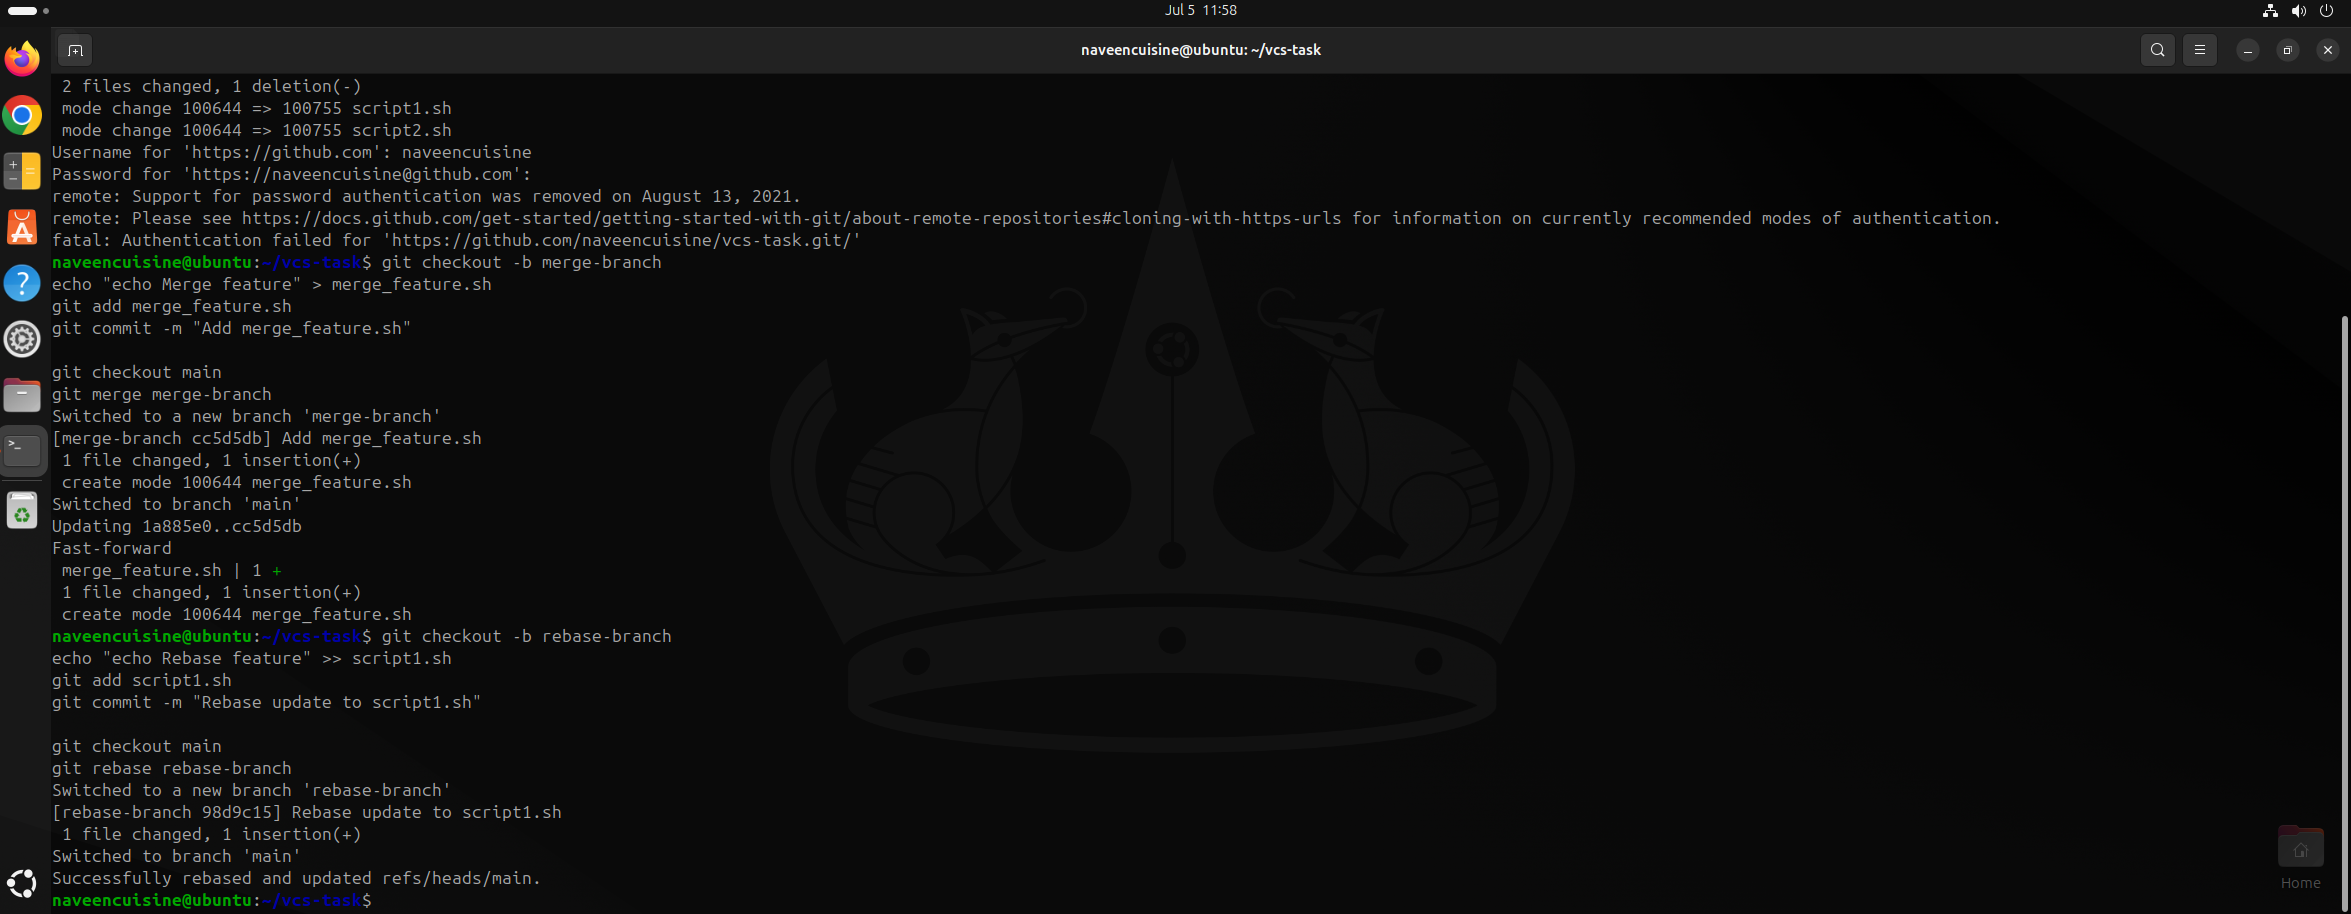 Jul 5 11:58
naveencuisine@ubuntu: ~/vcs-task
 2 files changed, 1 deletion(-)
 mode change 100644 => 100755 script1.sh
 mode change 100644 => 100755 script2.sh
Username for 'https://github.com': naveencuisine
Password for 'https://naveencuisine@github.com':
remote: Support for password authentication was removed on August 13, 2021.
remote: Please see https://docs.github.com/get-started/getting-started-with-git/about-remote-repositories#cloning-with-https-urls for information on currently recommended modes of authentication.
fatal: Authentication failed for 'https://github.com/naveencuisine/vcs-task.git/'
naveencuisine@ubuntu:~/vcs-task$ git checkout -b merge-branch
echo "echo Merge feature" > merge_feature.sh
git add merge_feature.sh
git commit -m "Add merge_feature.sh"
git checkout main
git merge merge-branch
Switched to a new branch 'merge-branch'
[merge-branch cc5d5db] Add merge_feature.sh
 1 file changed, 1 insertion(+)
 create mode 100644 merge_feature.sh
Switched to branch 'main'
Updating 1a885e0..cc5d5db
Fast-forward
 merge_feature.sh | 1 +
 1 file changed, 1 insertion(+)
 create mode 100644 merge_feature.sh
naveencuisine@ubuntu:~/vcs-task$ git checkout -b rebase-branch
echo "echo Rebase feature" >> script1.sh
git add script1.sh
git commit -m "Rebase update to script1.sh"
git checkout main
git rebase rebase-branch
Switched to a new branch 'rebase-branch'
[rebase-branch 98d9c15] Rebase update to script1.sh
 1 file changed, 1 insertion(+)
Switched to branch 'main'
Successfully rebased and updated refs/heads/main.
naveencuisine@ubuntu:~/vcs-task$
Home